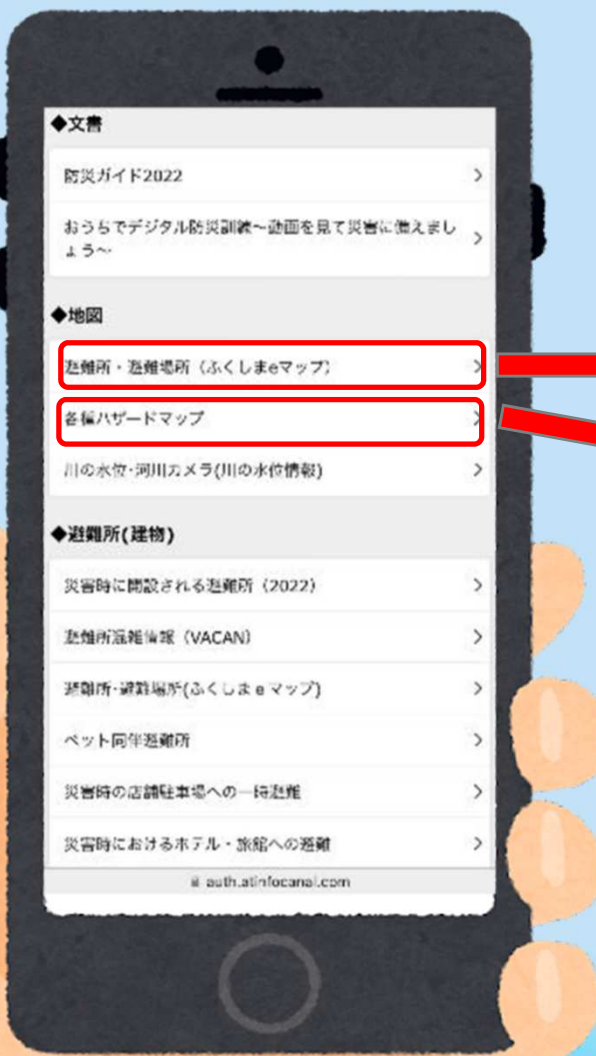 ◆文書
防災ガイド2022
おうちでデジタル防災訓練～動画を見て災害に備えまし
ょう～
◆地図
避難所・避難場所（ふくしまeマップ）
各種ハザードマップ
川の水位･河川カメラ(川の水位情報)
◆避難所(建物)
災害時に開設される避難所（2022）
避難所混雑情報（VACAN）
避難所･避難場所(ふくしまｅマップ)
ペット同伴避難所
災害時の店舗駐車場への一時避難
災害時におけるホテル・旅館への避難
auth.atinfocanal.com